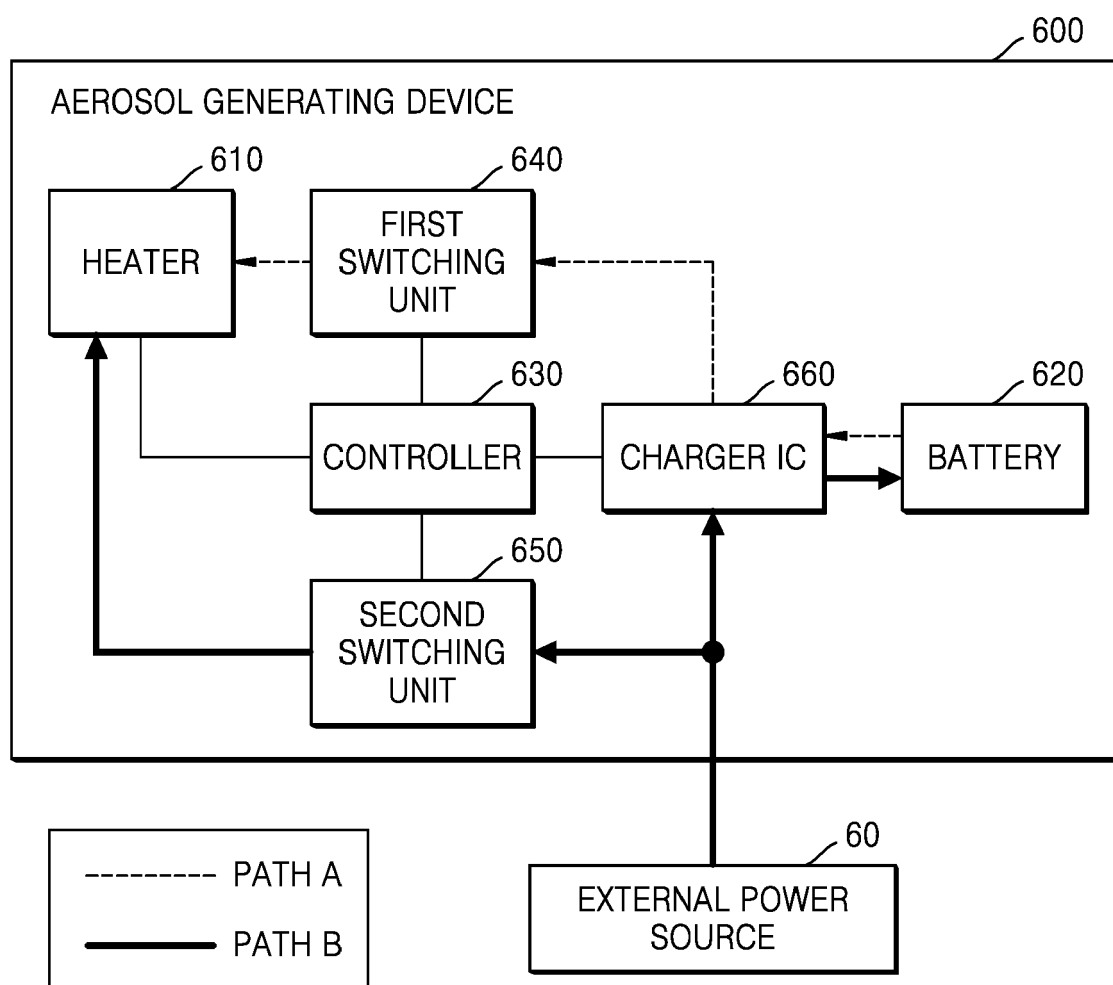 600
AEROSOL GENERATING DEVICE
610
640
HEATER
FIRST
SWITCHING
UNIT
630
660
620
CONTROLLER
CHARGER IC
BATTERY
650
SECOND
SWITCHING
UNIT
60
PATH A
PATH B
EXTERNAL POWER
SOURCE